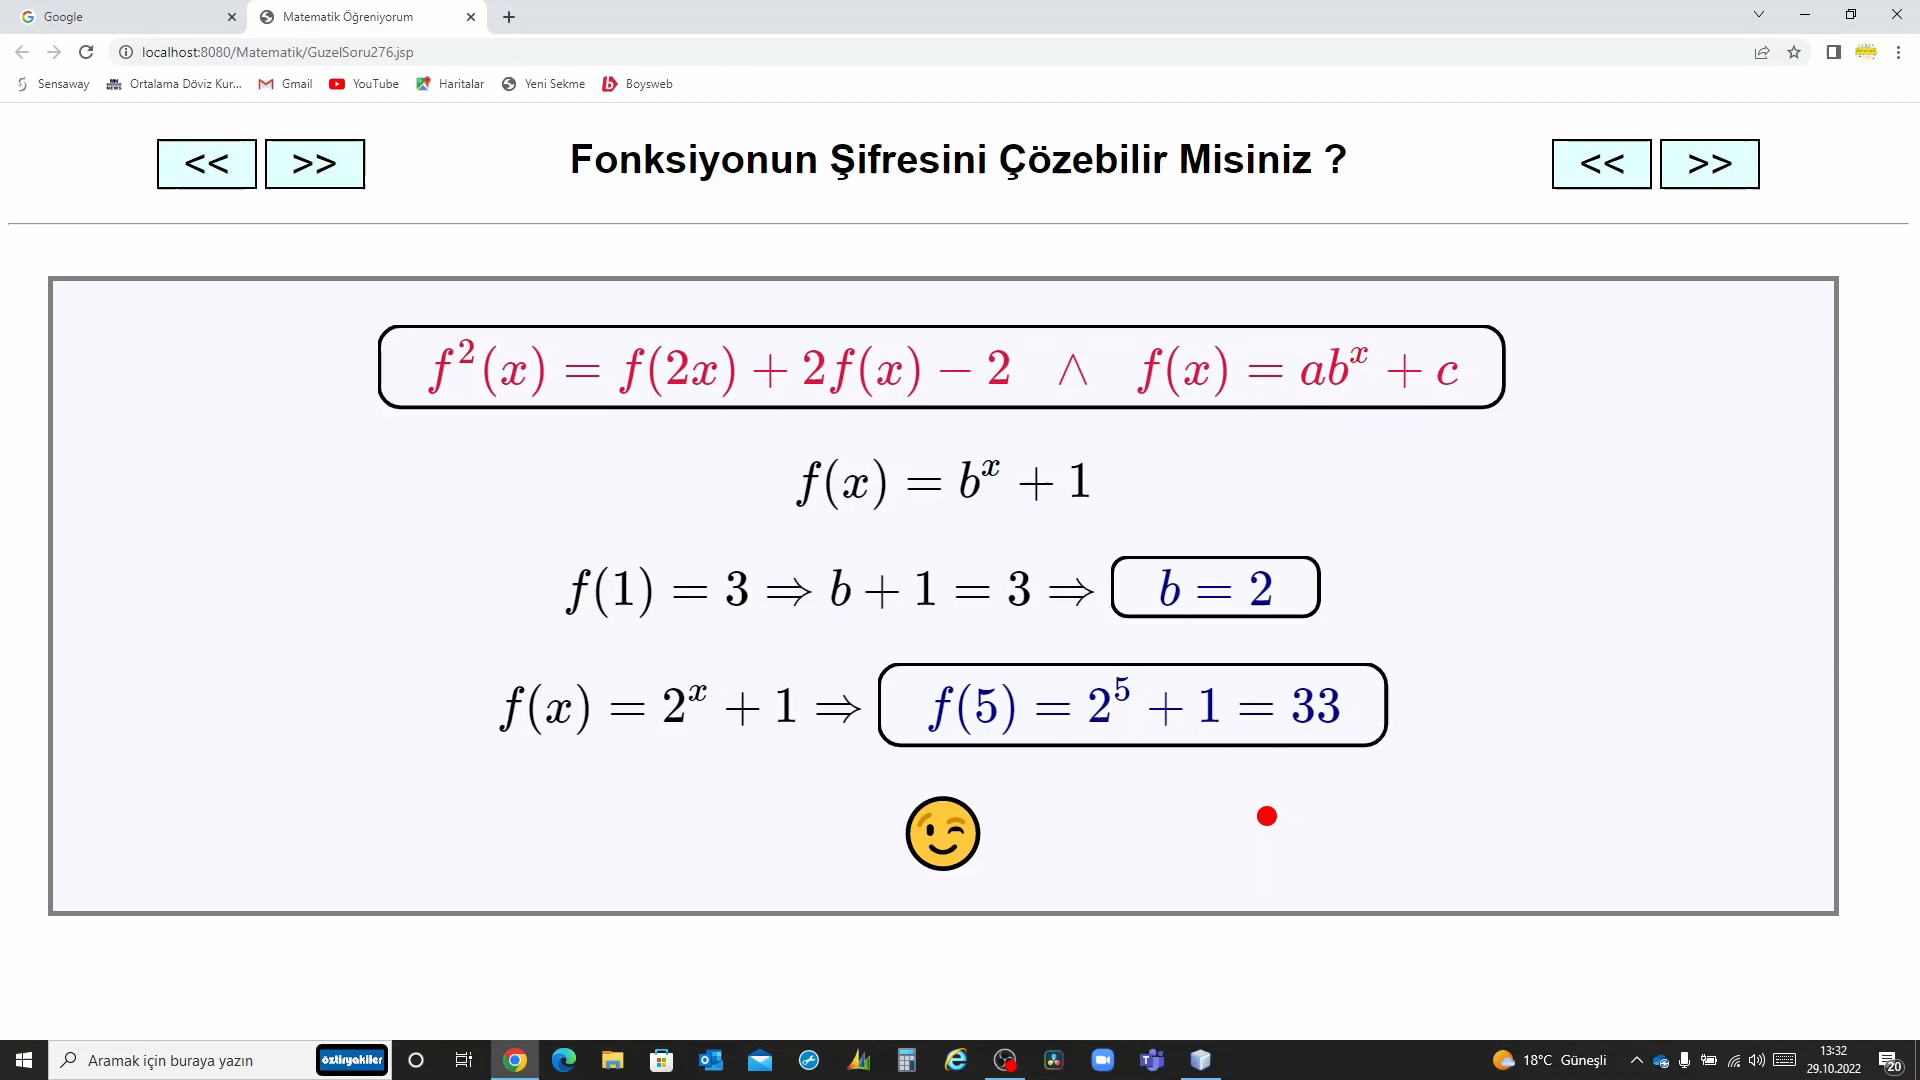 Google
Matematik Öğreniyorum
localhost:8080/Matematik/GuzelSoru276.jsp
Sensaway
Ortalama Döviz Kur...
Gmail
YouTube
Haritalar
Yeni Sekme
Boysweb
<< >>
Fonksiyonun Şifresini Çözebilir Misiniz ?
<< >>
f²(x) = f(2x) + 2f(x) − 2 ∧ f(x) = abˣ + c
f(x) = bˣ + 1
f(1) = 3 ⇒ b + 1 = 3 ⇒ b = 2
f(x) = 2ˣ + 1 ⇒ f(5) = 2⁵ + 1 = 33
Aramak için buraya yazın
öztiryakiler
18°C Güneşli
13:32
29.10.2022
20